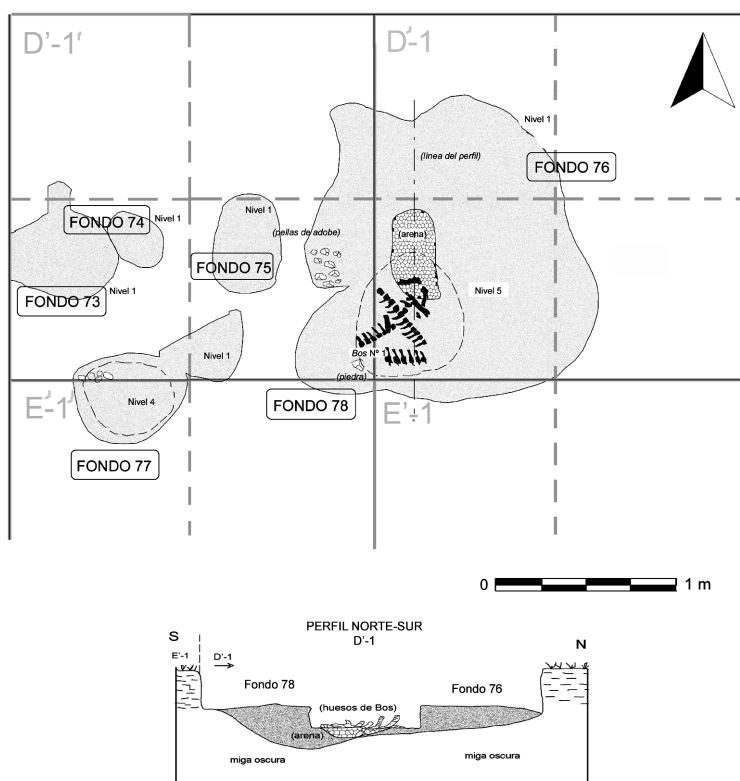 D'-1'
D'-1
Nivel 1
(línea del perfil)
FONDO 76
FONDO 74
Nivel 1
Nivel 1
(pellas de adobe)
(arena)
FONDO 75
Nivel 5
FONDO 73
Nivel 1
Nivel 1
Bos Nº 1
(piedra)
E'-1'
Nivel 4
FONDO 78
E'-1
FONDO 77
0
1 m
PERFIL NORTE-SUR
D'-1
S
N
E'-1
D'-1
Fondo 78
Fondo 76
(huesos de Bos)
(arena)
miga oscura
miga oscura